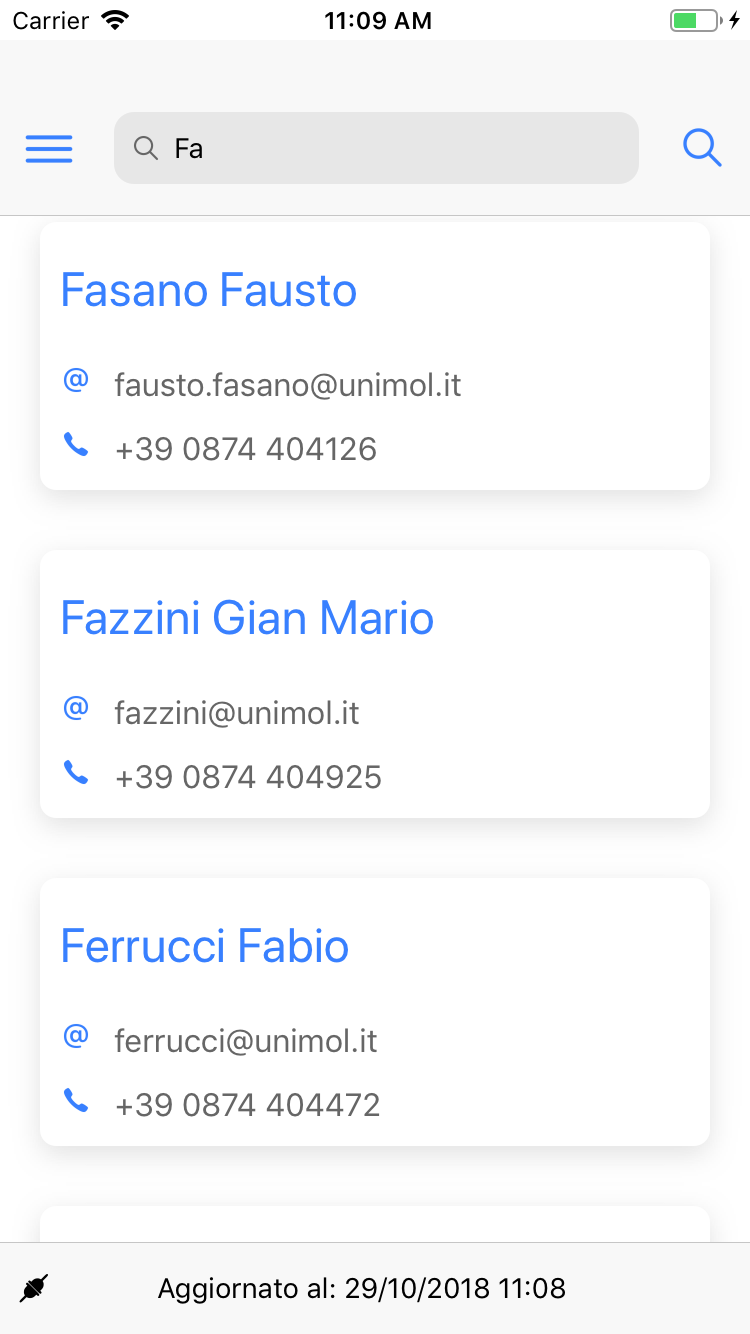 Carrier 11:09 AM
Fa
Fasano Fausto
@ fausto.fasano@unimol.it
+39 0874 404126
Fazzini Gian Mario
@ fazzini@unimol.it
+39 0874 404925
Ferrucci Fabio
@ ferrucci@unimol.it
+39 0874 404472
Aggiornato al: 29/10/2018 11:08